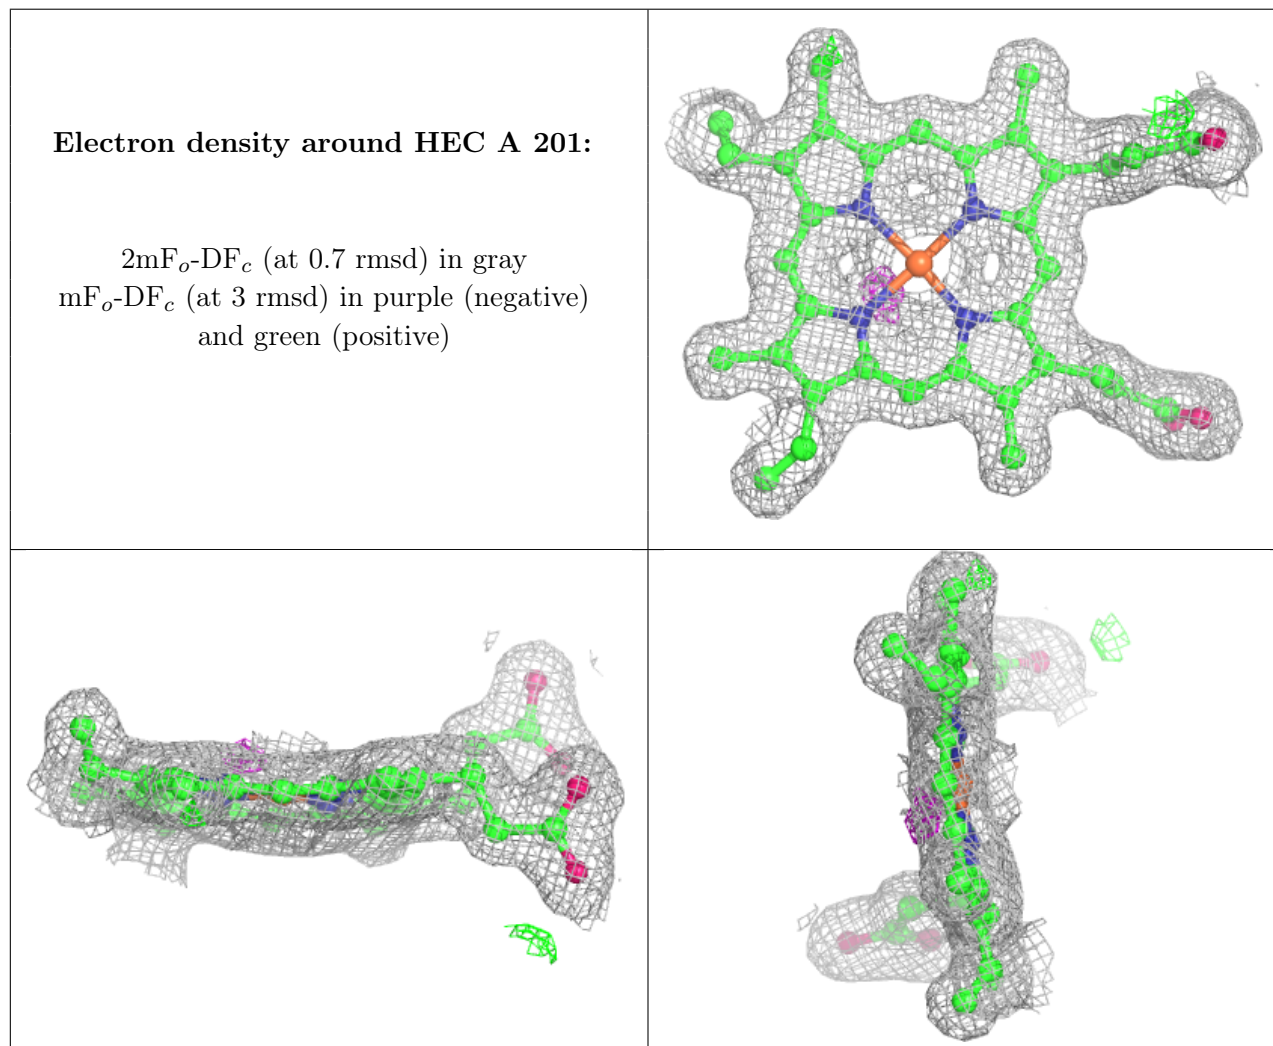 Electron density around HEC A 201:
2mFo-DFc (at 0.7 rmsd) in gray
mFo-DFc (at 3 rmsd) in purple (negative)
and green (positive)